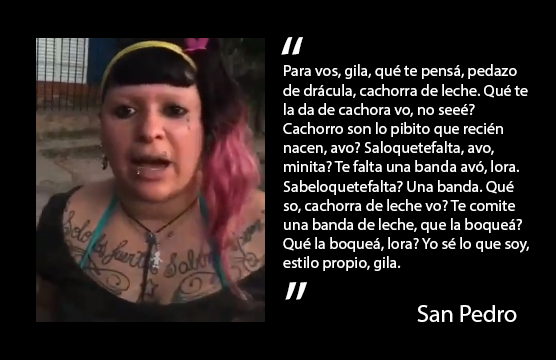 "
Para vos, gila, qué te pensá, pedazo
de drácula, cachorra de leche. Qué te
la da de cachora vo, no seeé?
Cachorro son lo pibito que recién
nacen, avo? Saloquetefalta, avo,
minita? Te falta una banda avó, lora.
Sabeloquetefalta? Una banda. Qué
so, cachorra de leche vo? Te comite
una banda de leche, que la boqueá?
Qué la boqueá, lora? Yo sé lo que soy,
estilo propio, gila.
"
San Pedro